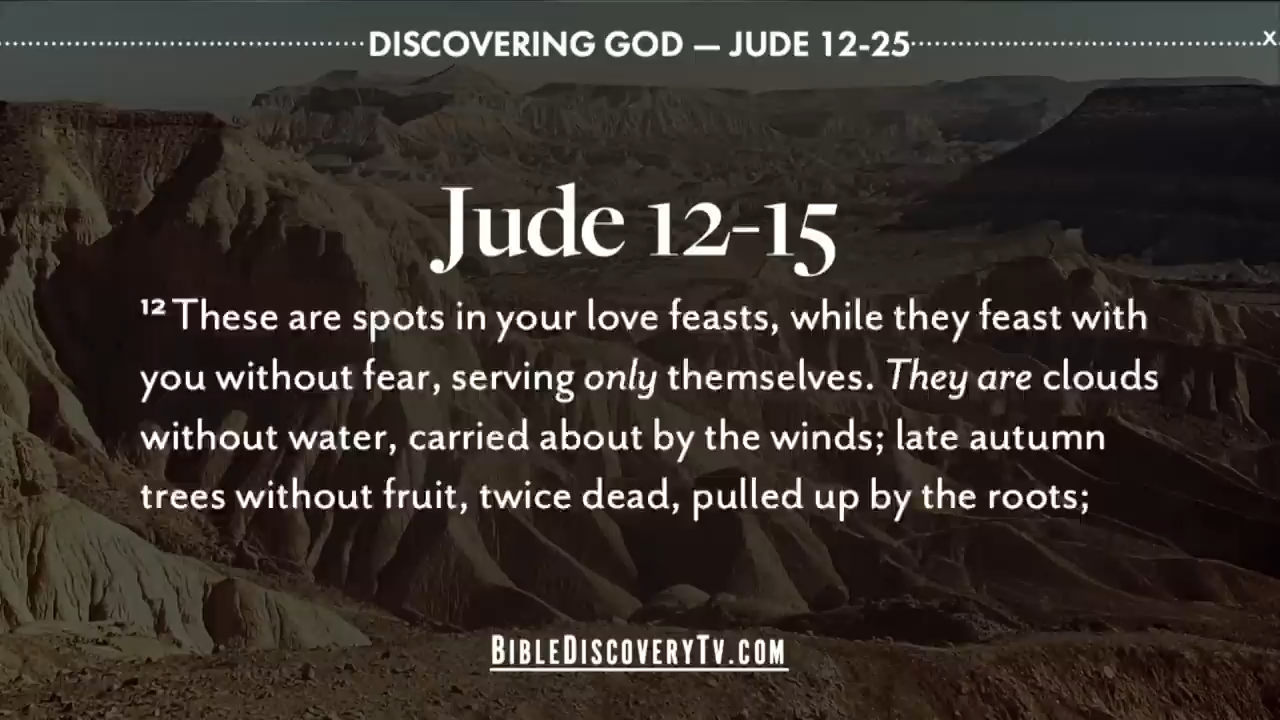 DISCOVERING GOD — JUDE 12-25
x
Jude 12-15
¹² These are spots in your love feasts, while they feast with
you without fear, serving only themselves. They are clouds
without water, carried about by the winds; late autumn
trees without fruit, twice dead, pulled up by the roots;
BIBLEDISCOVERYTV.COM